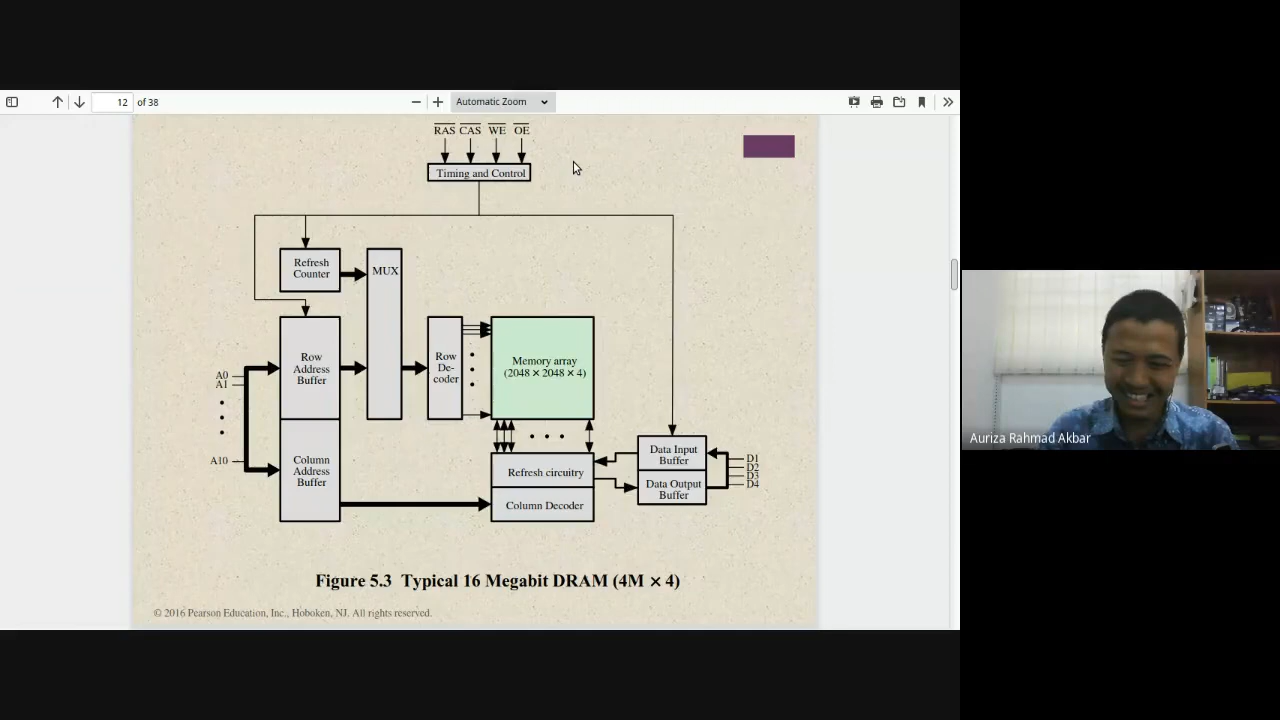 12 of 38
Automatic Zoom
RAS CAS WE OE
Timing and Control
Refresh
Counter
MUX
Row
Address
Buffer
Row
De-
coder
Memory array
(2048 × 2048 × 4)
A0
A1
A10
Column
Address
Buffer
Refresh circuitry
Column Decoder
Data Input
Buffer
Data Output
Buffer
D1
D2
D3
D4
Figure 5.3 Typical 16 Megabit DRAM (4M × 4)
© 2016 Pearson Education, Inc., Hoboken, NJ. All rights reserved.
Auriza Rahmad Akbar